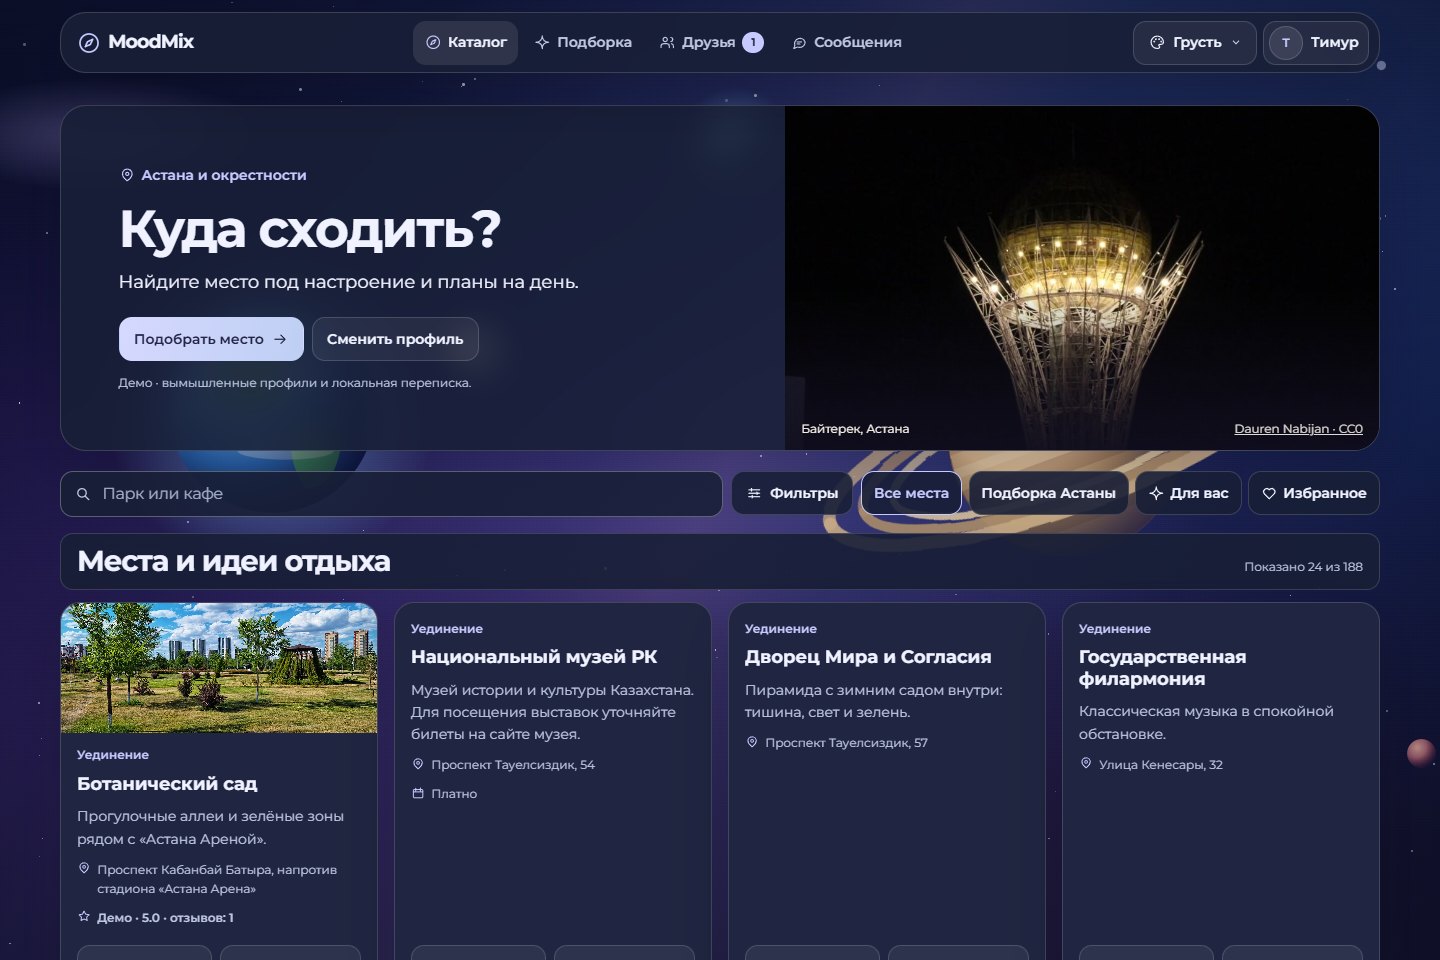 MoodMix
Каталог
Подборка
Друзья 1
Сообщения
Грусть
Т Тимур
Астана и окрестности
Куда сходить?
Найдите место под настроение и планы на день.
Подобрать место →
Сменить профиль
Демо · вымышленные профили и локальная переписка.
Байтерек, Астана
Dauren Nabijan · CC0
Парк или кафе
Фильтры
Все места
Подборка Астаны
Для вас
Избранное
Места и идеи отдыха
Показано 24 из 188
Уединение
Ботанический сад
Прогулочные аллеи и зелёные зоны
рядом с «Астана Ареной».
Проспект Кабанбай Батыра, напротив
стадиона «Астана Арена»
Демо · 5.0 · отзывов: 1
Уединение
Национальный музей РК
Музей истории и культуры Казахстана.
Для посещения выставок уточняйте
билеты на сайте музея.
Проспект Тауелсиздик, 54
Платно
Уединение
Дворец Мира и Согласия
Пирамида с зимним садом внутри:
тишина, свет и зелень.
Проспект Тауелсиздик, 57
Уединение
Государственная
филармония
Классическая музыка в спокойной
обстановке.
Улица Кенесары, 32